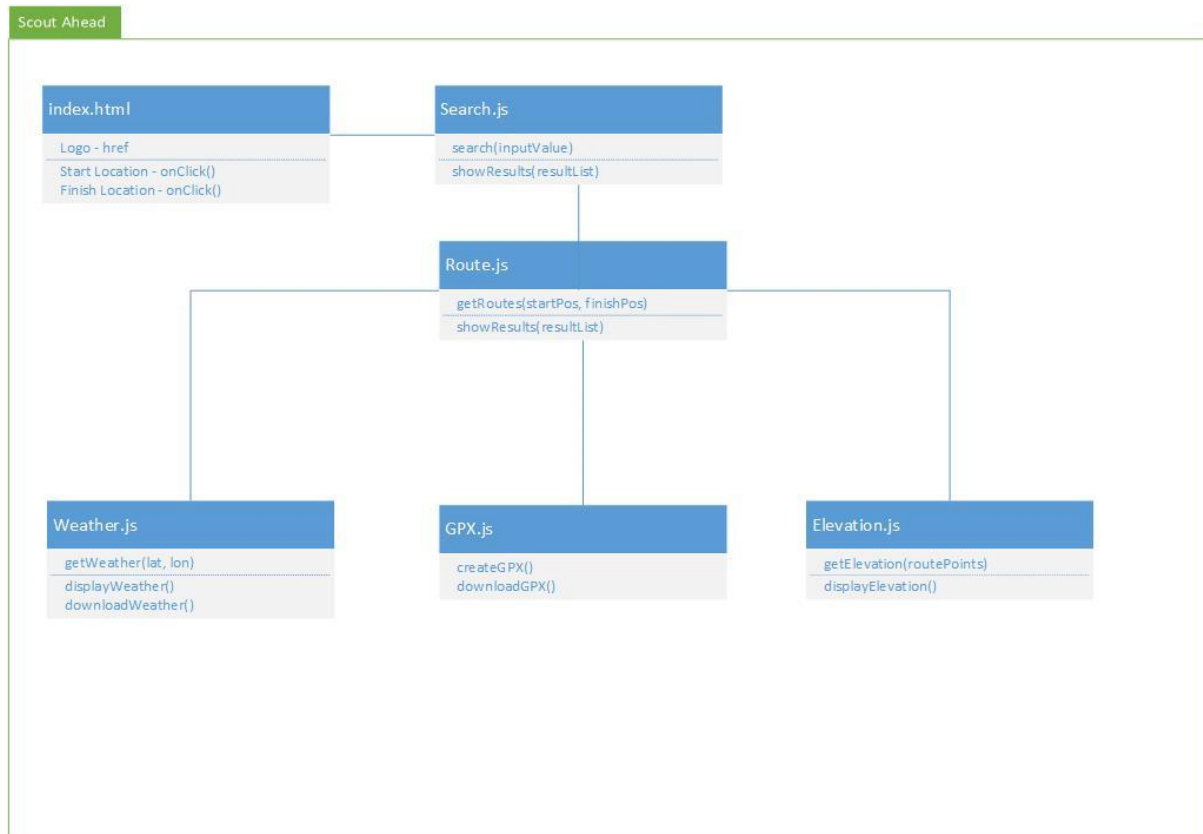 Scout Ahead
index.html
Logo - href
Start Location - onClick()
Finish Location - onClick()
Search.js
search(inputValue)
showResults(resultList)
Route.js
getRoutes(startPos, finishPos)
showResults(resultList)
Weather.js
getWeather(lat, lon)
displayWeather()
downloadWeather()
GPX.js
createGPX()
downloadGPX()
Elevation.js
getElevation(routePoints)
displayElevation()